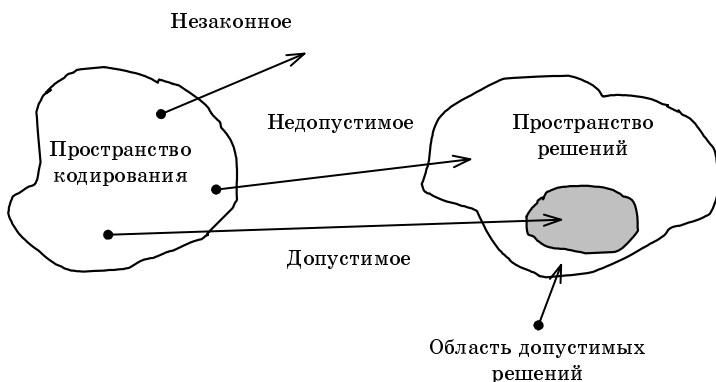 Незаконное
Недопустимое
Пространство
кодирования
Пространство
решений
Допустимое
Область допустимых
решений